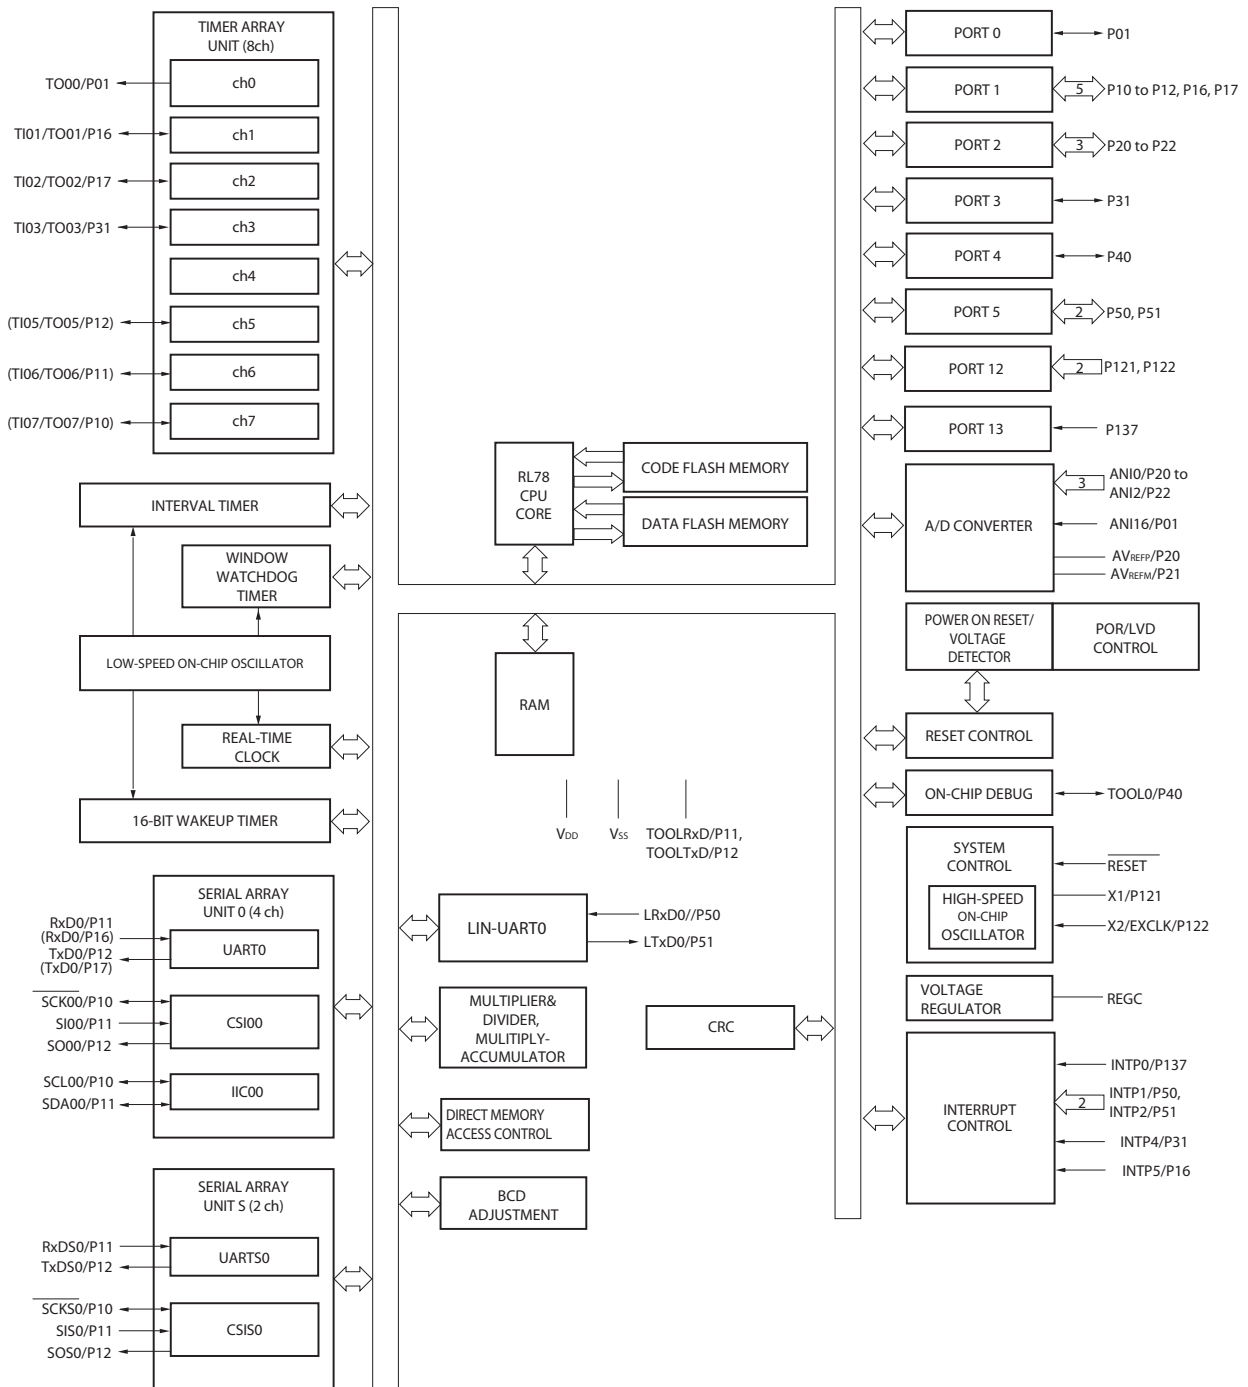 TIMER ARRAY
UNIT (8ch)
TO00/P01
ch0
TI01/TO01/P16
ch1
TI02/TO02/P17
ch2
TI03/TO03/P31
ch3
ch4
(TI05/TO05/P12)
ch5
(TI06/TO06/P11)
ch6
(TI07/TO07/P10)
ch7
INTERVAL TIMER
WINDOW
WATCHDOG
TIMER
LOW-SPEED ON-CHIP OSCILLATOR
REAL-TIME
CLOCK
16-BIT WAKEUP TIMER
SERIAL ARRAY
UNIT 0 (4 ch)
RxD0/P11
(RxD0/P16)
TxD0/P12
(TxD0/P17)
UART0
SCK00/P10
SI00/P11
SO00/P12
CSI00
SCL00/P10
SDA00/P11
IIC00
SERIAL ARRAY
UNIT S (2 ch)
RxDS0/P11
TxDS0/P12
UARTS0
SCKS0/P10
SIS0/P11
SOS0/P12
CSIS0
RL78
CPU
CORE
CODE FLASH MEMORY
DATA FLASH MEMORY
RAM
VDD
VSS
TOOLRxD/P11,
TOOLTxD/P12
LIN-UART0
LRxD0//P50
LTxD0/P51
MULTIPLIER&
DIVIDER,
MULITIPLY-
ACCUMULATOR
CRC
DIRECT MEMORY
ACCESS CONTROL
BCD
ADJUSTMENT
PORT 0
P01
PORT 1
5
P10 to P12, P16, P17
PORT 2
3
P20 to P22
PORT 3
P31
PORT 4
P40
PORT 5
2
P50, P51
PORT 12
2
P121, P122
PORT 13
P137
A/D CONVERTER
3
ANI0/P20 to
ANI2/P22
ANI16/P01
AVREFP/P20
AVREFM/P21
POWER ON RESET/
VOLTAGE
DETECTOR
POR/LVD
CONTROL
RESET CONTROL
ON-CHIP DEBUG
TOOL0/P40
SYSTEM
CONTROL
HIGH-SPEED
ON-CHIP
OSCILLATOR
RESET
X1/P121
X2/EXCLK/P122
VOLTAGE
REGULATOR
REGC
INTERRUPT
CONTROL
INTP0/P137
2
INTP1/P50,
INTP2/P51
INTP4/P31
INTP5/P16